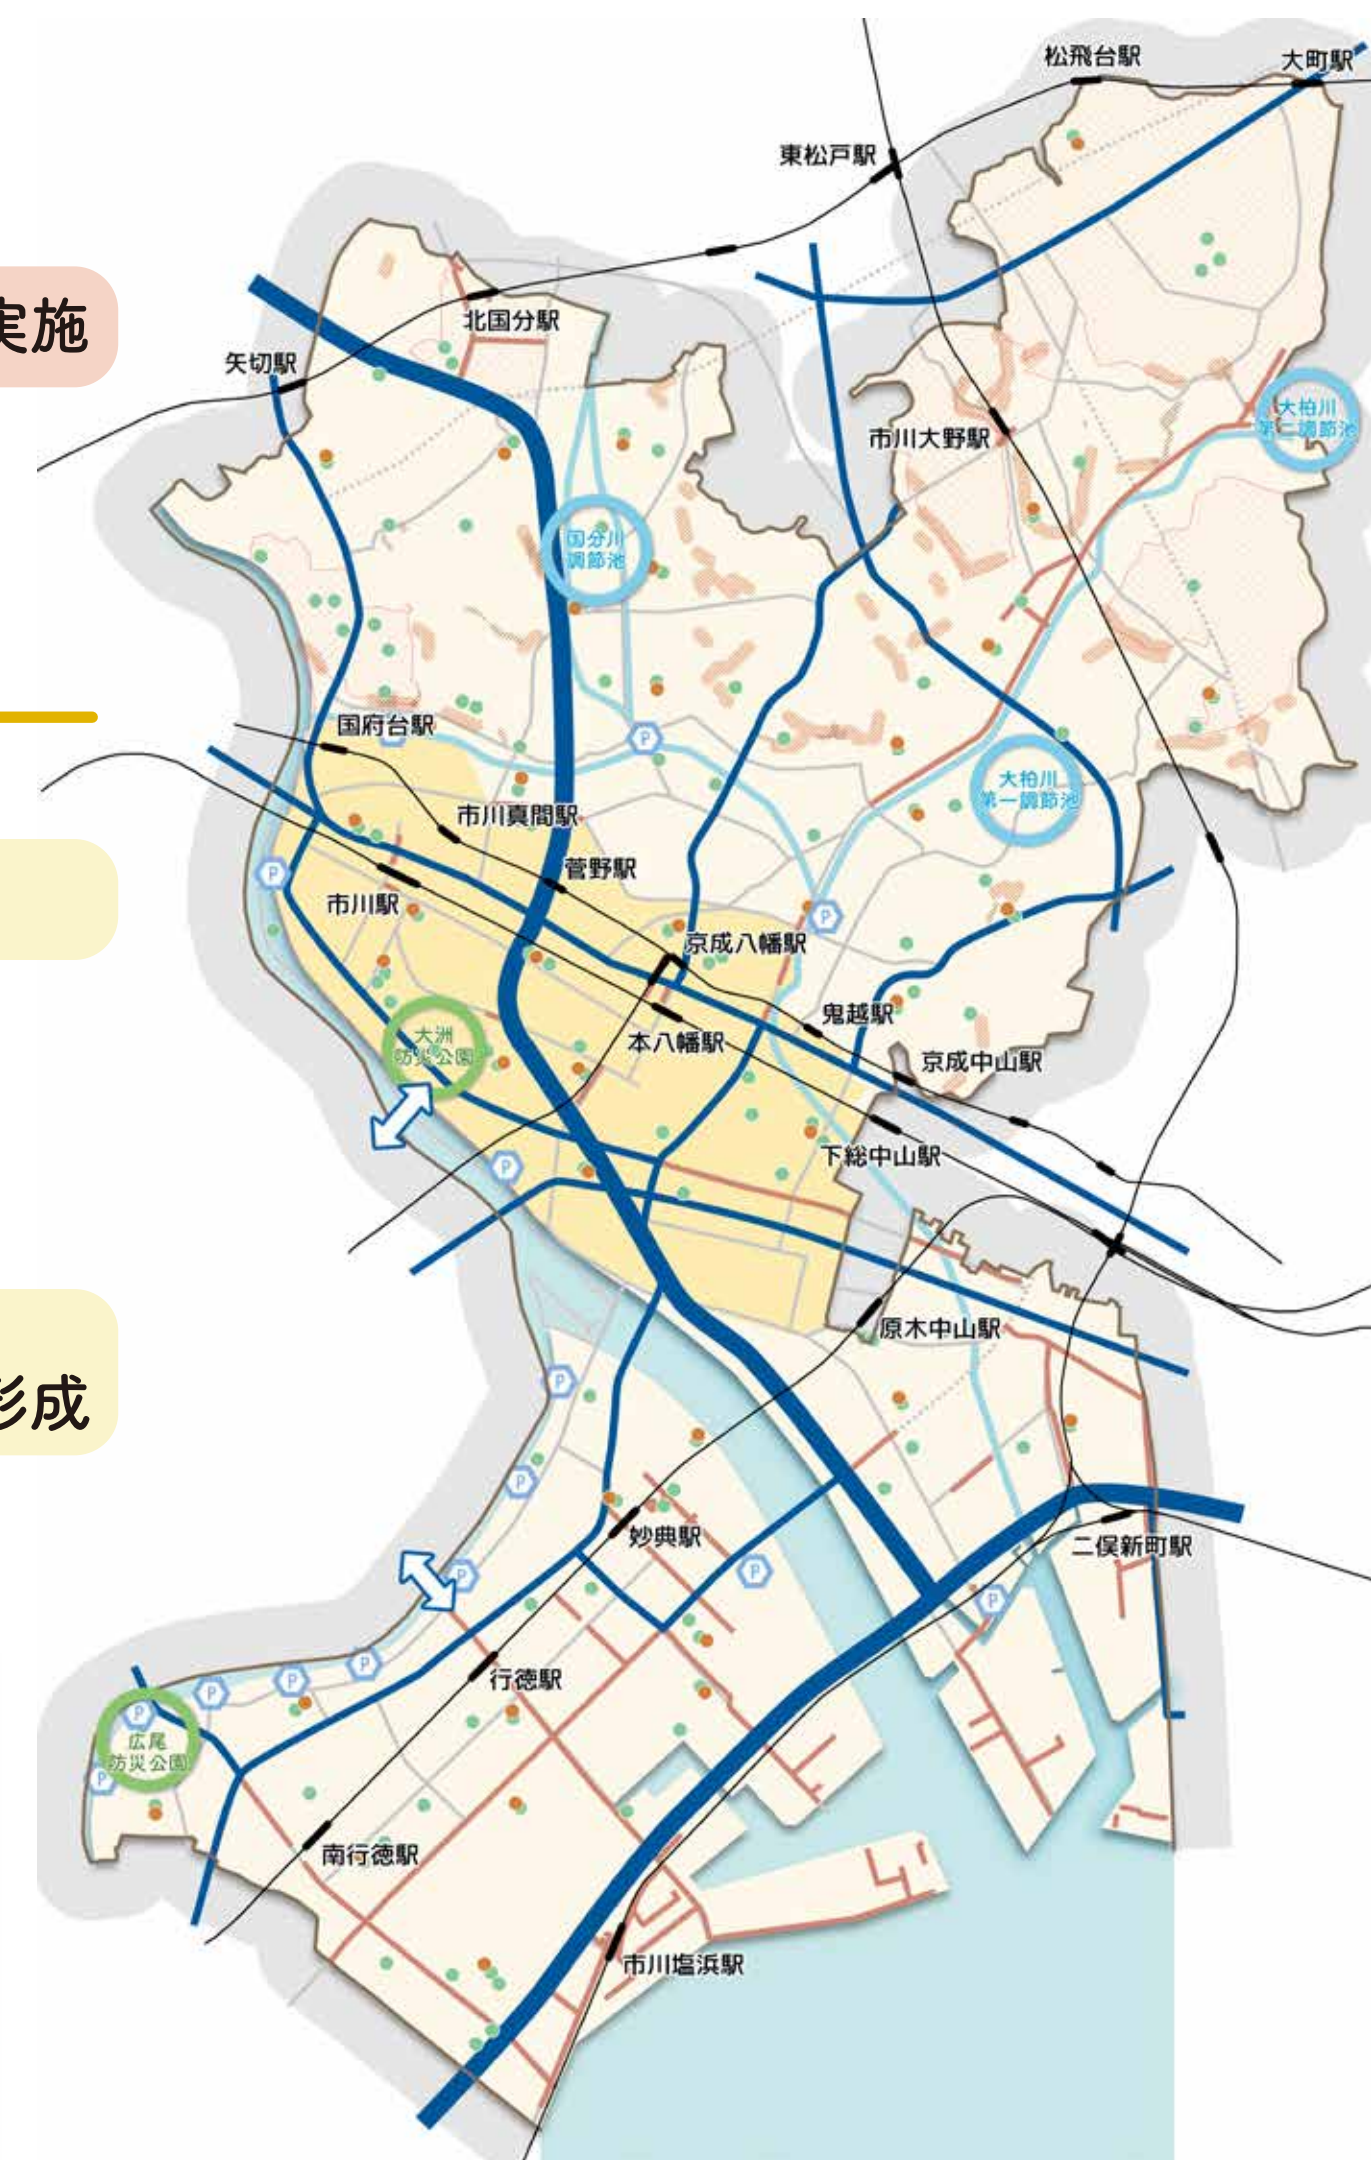 松飛台駅
大町駅
東松戸駅
実施
北国分駅
矢切駅
大柏川
第二調節池
市川大野駅
国分川
調節池
国府台駅
P
大柏川
第一調節池
市川真間駅
菅野駅
P
市川駅
P
京成八幡駅
鬼越駅
大洲
防災公園
本八幡駅
京成中山駅
下総中山駅
P
原木中山駅
P
形成
P
妙典駅
二俣新町駅
P
P
P
行徳駅
P
P
P
P
広尾
防災公園
P
南行徳駅
市川塩浜駅